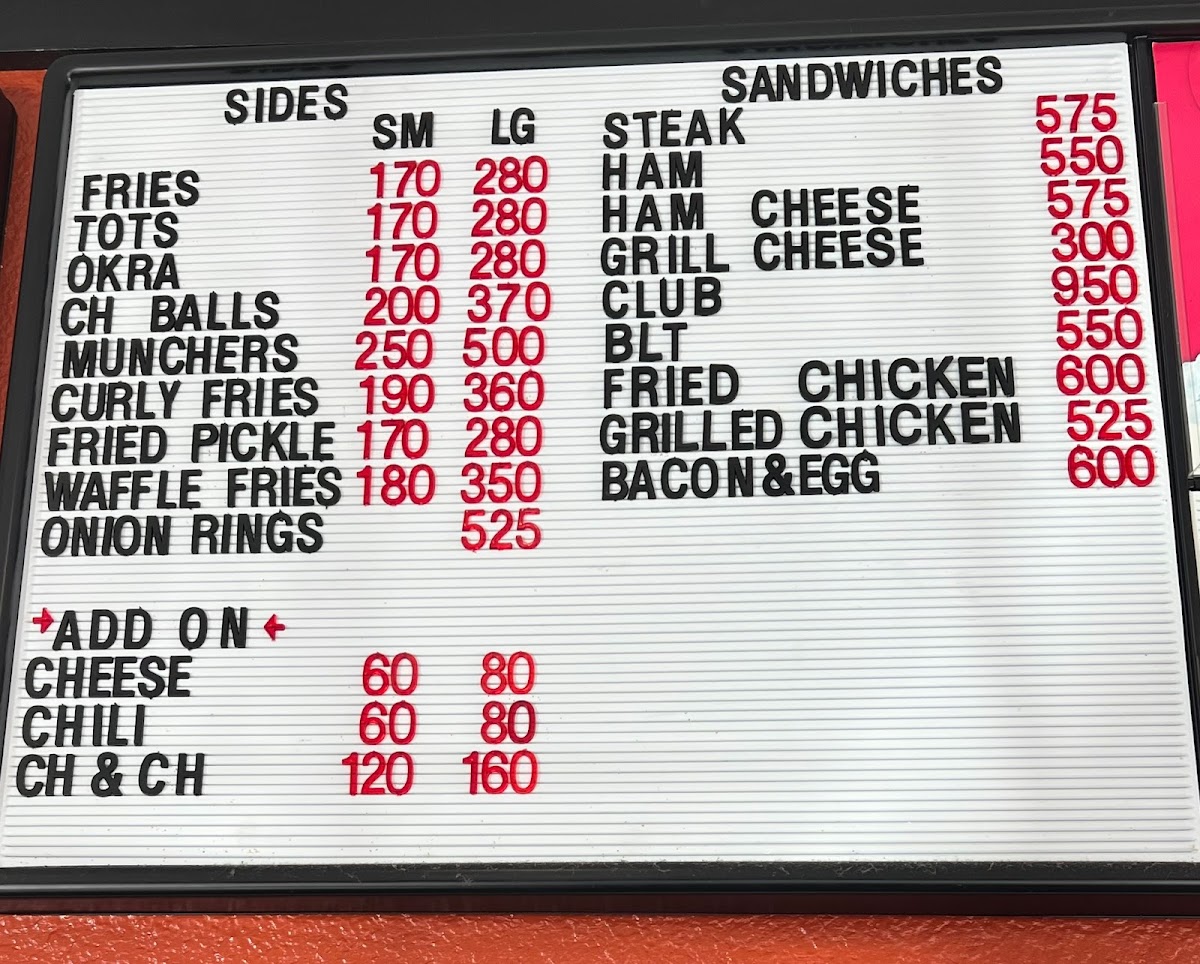 SIDES
SM LG
FRIES 170 280
TOTS 170 280
OKRA 170 280
CH BALLS 200 370
MUNCHERS 250 500
CURLY FRIES 190 360
FRIED PICKLE 170 280
WAFFLE FRIES 180 350
ONION RINGS 525
ADD ON
CHEESE 60 80
CHILI 60 80
CH & CH 120 160
SANDWICHES
STEAK 575
HAM 550
HAM CHEESE 575
GRILL CHEESE 300
CLUB 950
BLT 550
FRIED CHICKEN 600
GRILLED CHICKEN 525
BACON&EGG 600